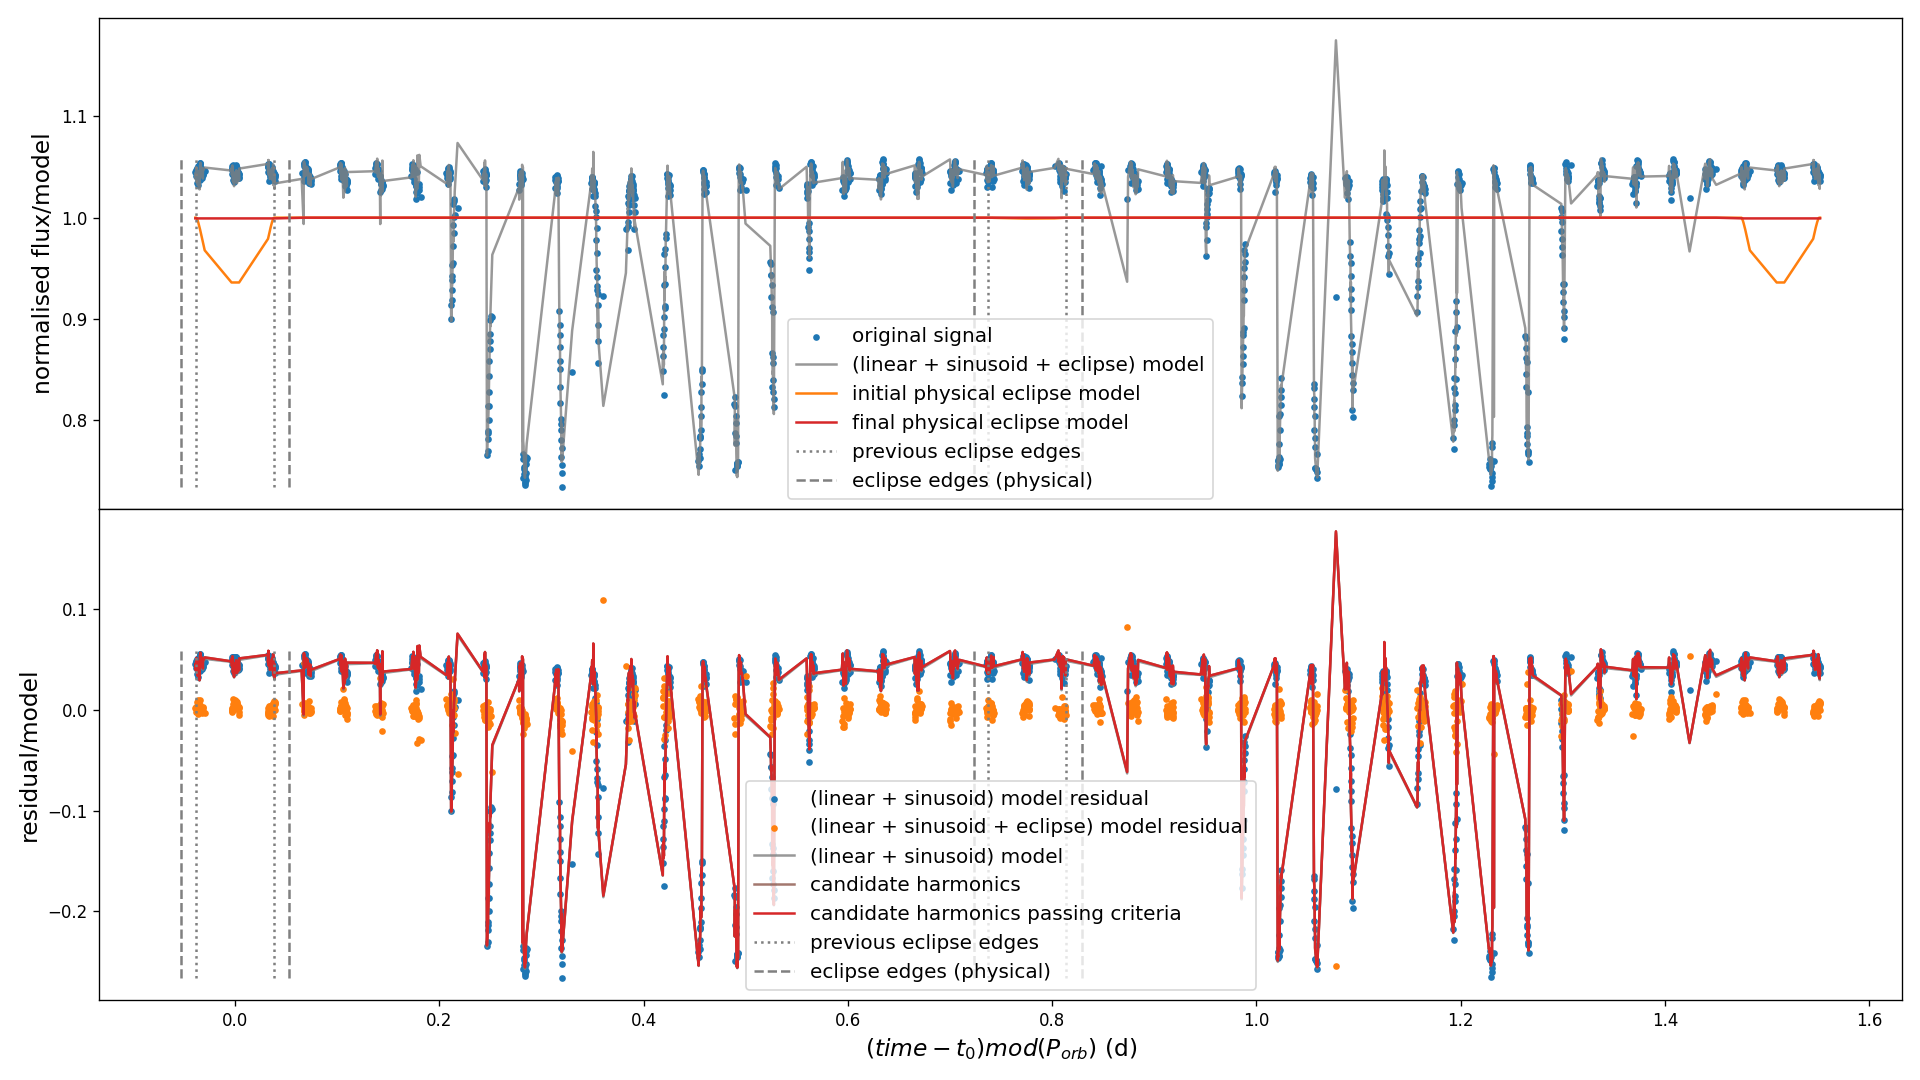 normalised flux/model
1.1
1.0
0.9
0.8
original signal
(linear + sinusoid + eclipse) model
initial physical eclipse model
final physical eclipse model
previous eclipse edges
eclipse edges (physical)
residual/model
0.1
0.0
−0.1
−0.2
(linear + sinusoid) model residual
(linear + sinusoid + eclipse) model residual
(linear + sinusoid) model
candidate harmonics
candidate harmonics passing criteria
previous eclipse edges
eclipse edges (physical)
0.0 0.2 0.4 0.6 0.8 1.0 1.2 1.4 1.6
(time − t₀)mod(Pₒᵣb) (d)